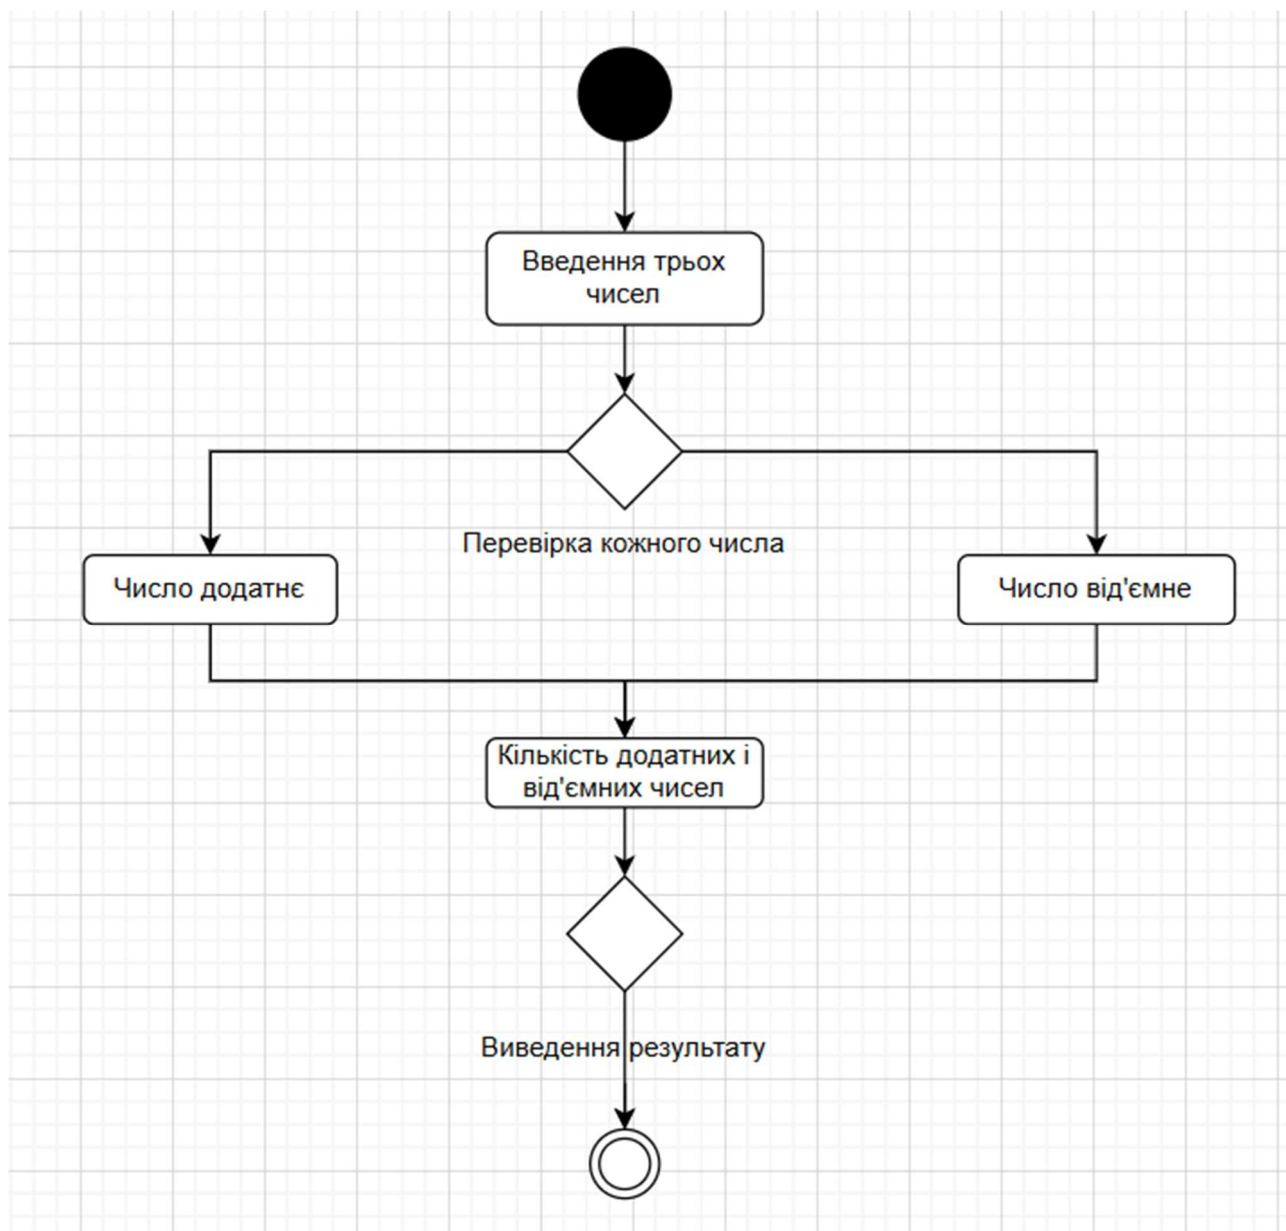 Введення трьох
чисел
Перевірка кожного числа
Число додатнє
Число від'ємне
Кількість додатних і
від'ємних чисел
Виведення результату